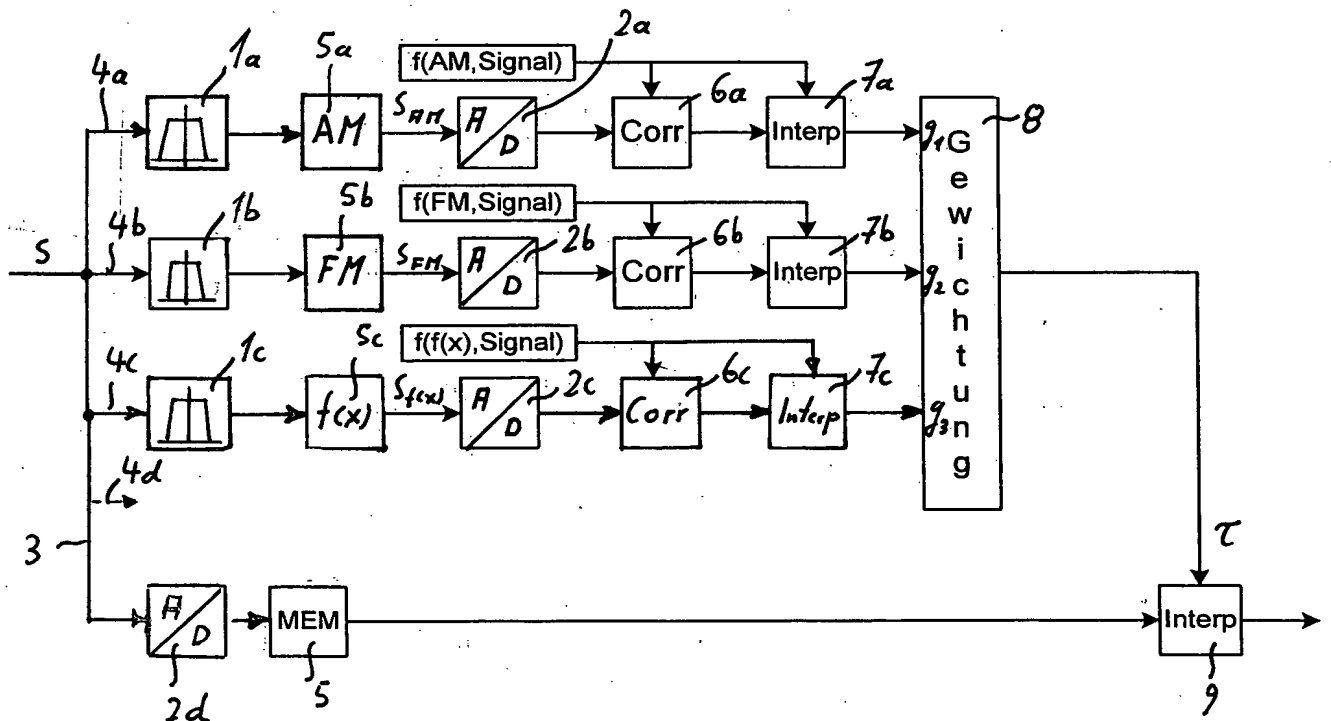 4a 1a 5a f(AM,Signal) 2a 6a 7a 8
AM S_AM A/D Corr Interp g1
4b 1b 5b f(FM,Signal) 2b 6b 7b
S FM S_FM A/D Corr Interp g2
4c 1c 5c f(f(x),Signal) 2c 6c 7c
f(x) S_f(x) A/D Corr Interp g3
Gewichtung
4d
3 τ
A/D MEM Interp
2d 5 9